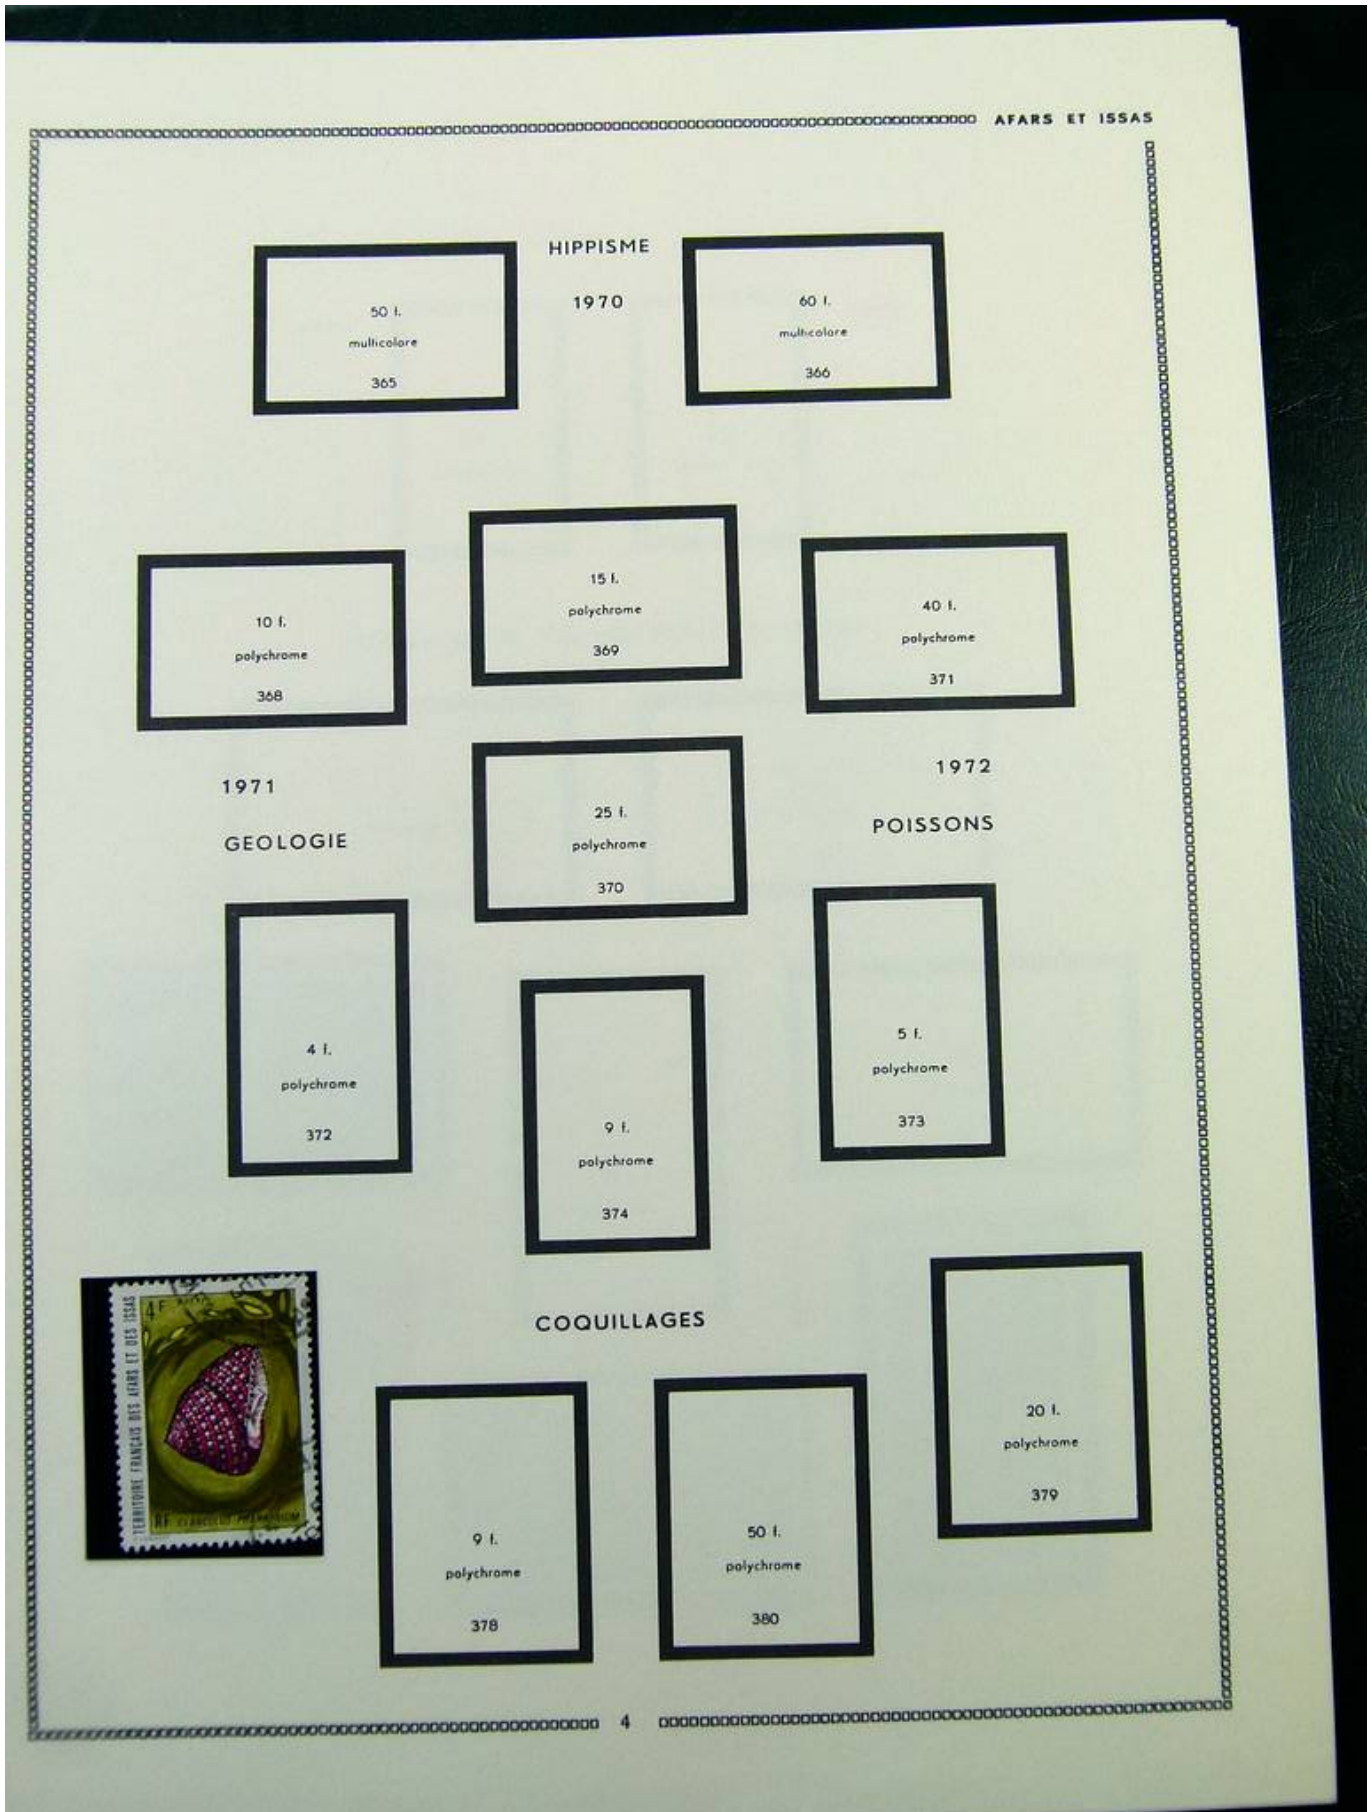 AFARS ET ISSAS
HIPPISME
1970
50 f.
multicolore
365
60 f.
multicolore
366
10 f.
polychrome
368
15 f.
polychrome
369
40 f.
polychrome
371
1971
GEOLOGIE
25 f.
polychrome
370
1972
POISSONS
4 f.
polychrome
372
9 f.
polychrome
374
5 f.
polychrome
373
COQUILLAGES
TERRITOIRE FRANÇAIS DES AFARS ET DES ISSAS
4F
RF CLANCULUS PHARAONIUM
9 f.
polychrome
378
50 f.
polychrome
380
20 f.
polychrome
379
4